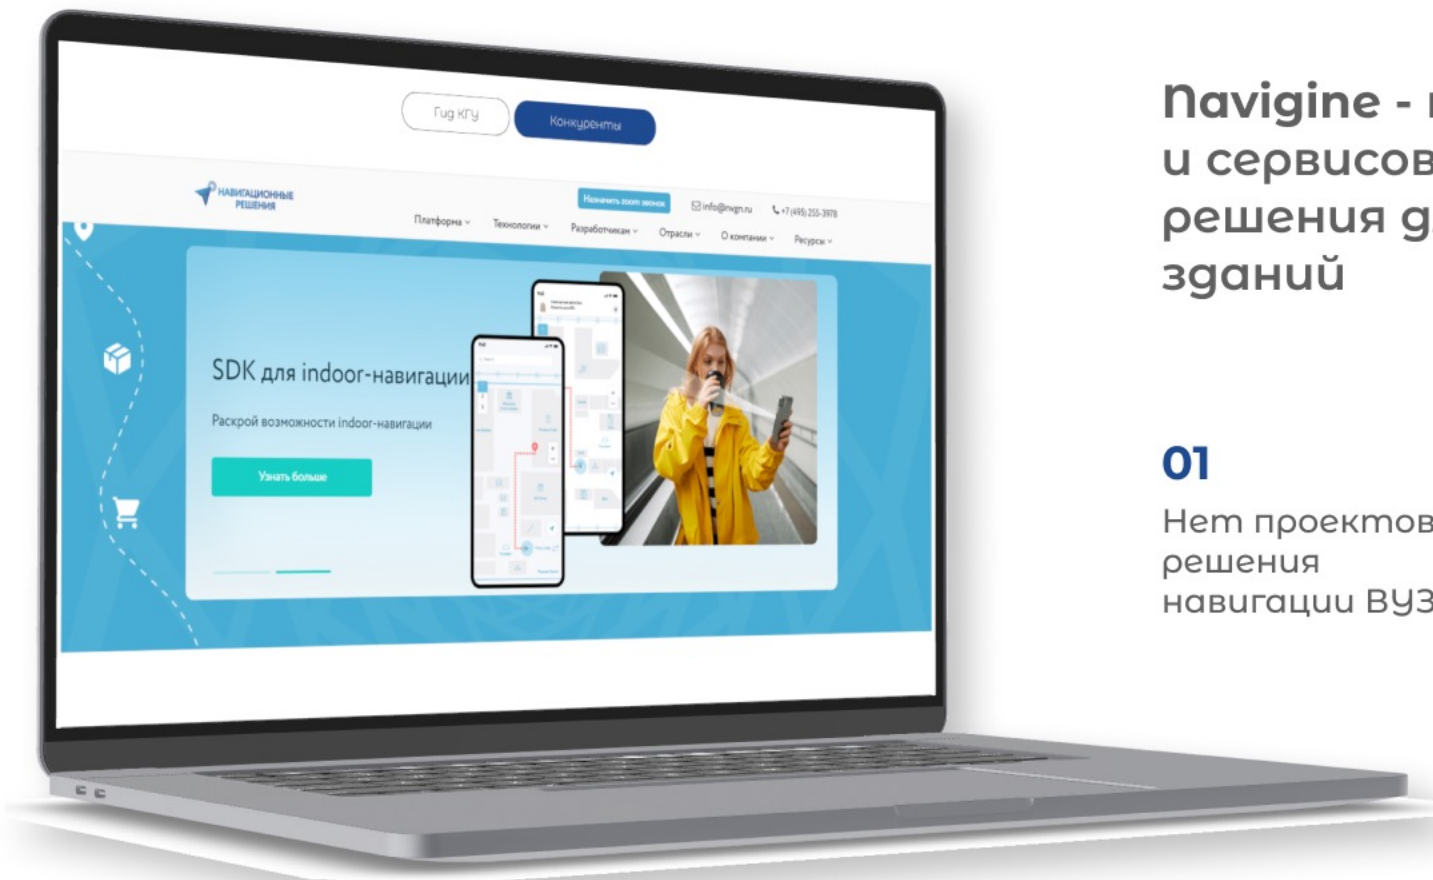 Гид КГУ
Конкуренты
НАВИГАЦИОННЫЕ
РЕШЕНИЯ
Назначить zoom звонок
info@nvgn.ru
+7 (495) 255-3978
Платформа
Технологии
Разработчикам
Отрасли
О компании
Ресурсы
SDK для indoor-навигации
Раскрой возможности indoor-навигации
Узнать больше
Navigine -
и сервисов
решения
зданий
01
Нет проектов
решения
навигации ВУЗ